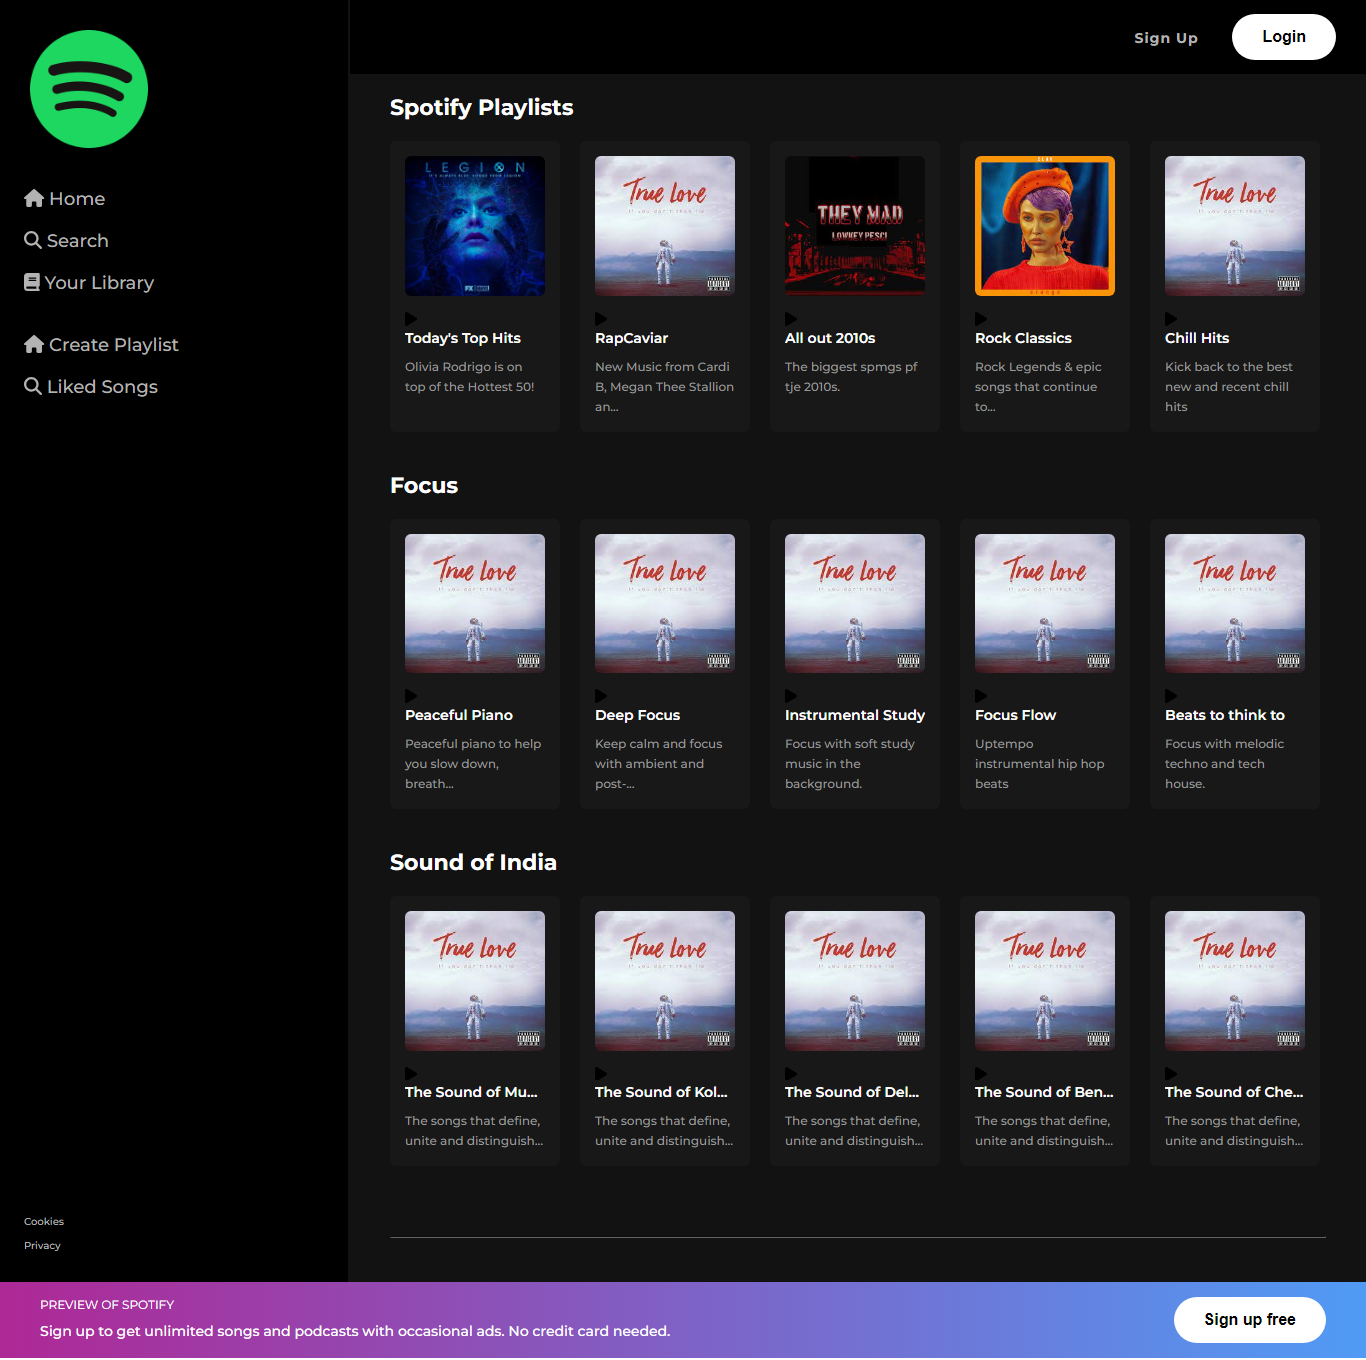 Sign Up
Login
Home
Search
Your Library
Create Playlist
Liked Songs
Spotify Playlists
LEGION
True Love
THEY MAD
LOWKEY PESCI
True Love
Today's Top Hits
Olivia Rodrigo is on
top of the Hottest 50!
RapCaviar
New Music from Cardi
B, Megan Thee Stallion
an...
All out 2010s
The biggest spmgs pf
tje 2010s.
Rock Classics
Rock Legends & epic
songs that continue
to...
Chill Hits
Kick back to the best
new and recent chill
hits
Focus
True Love
True Love
True Love
True Love
True Love
Peaceful Piano
Peaceful piano to help
you slow down,
breath...
Deep Focus
Keep calm and focus
with ambient and
post-...
Instrumental Study
Focus with soft study
music in the
background.
Focus Flow
Uptempo
instrumental hip hop
beats
Beats to think to
Focus with melodic
techno and tech
house.
Sound of India
True Love
True Love
True Love
True Love
True Love
The Sound of Mu...
The songs that define,
unite and distinguish...
The Sound of Kol...
The songs that define,
unite and distinguish...
The Sound of Del...
The songs that define,
unite and distinguish...
The Sound of Ben...
The songs that define,
unite and distinguish...
The Sound of Che...
The songs that define,
unite and distinguish...
Cookies
Privacy
PREVIEW OF SPOTIFY
Sign up to get unlimited songs and podcasts with occasional ads. No credit card needed.
Sign up free